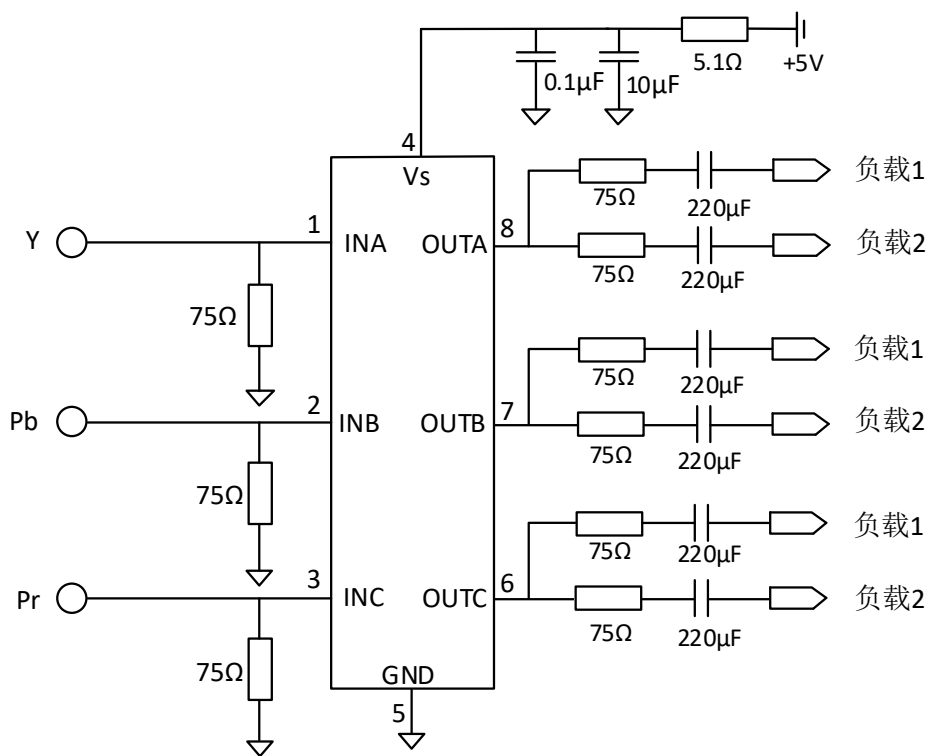 5.1Ω
+5V
0.1μF
10μF
4
Vs
75Ω
220μF
负载1
Y
1
INA
OUTA
8
75Ω
220μF
负载2
75Ω
75Ω
220μF
负载1
Pb
2
INB
OUTB
7
75Ω
220μF
负载2
75Ω
75Ω
220μF
负载1
Pr
3
INC
OUTC
6
75Ω
220μF
负载2
75Ω
GND
5